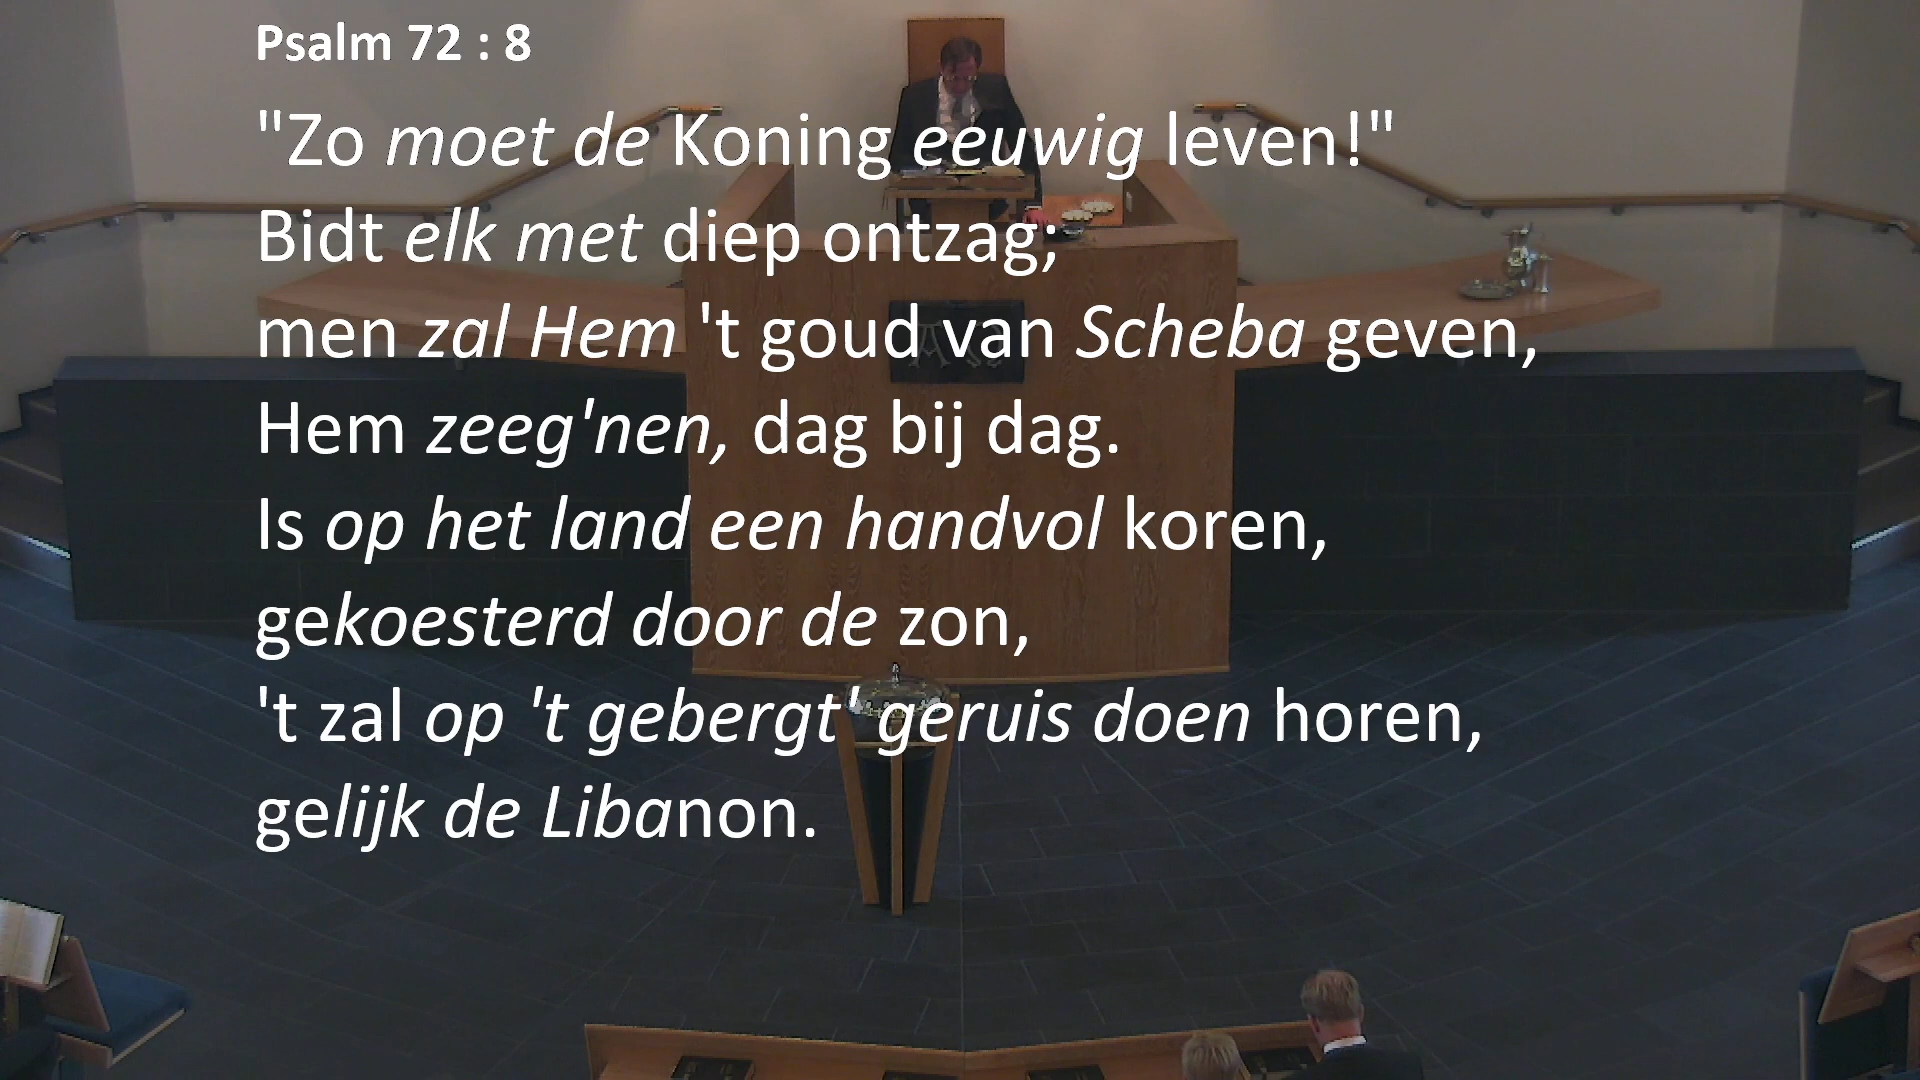 Psalm 72 : 8
"Zo moet de Koning eeuwig leven!"
Bidt elk met diep ontzag;
men zal Hem 't goud van Scheba geven,
Hem zeeg'nen, dag bij dag.
Is op het land een handvol koren,
gekoesterd door de zon,
't zal op 't gebergt' geruis doen horen,
gelijk de Libanon.